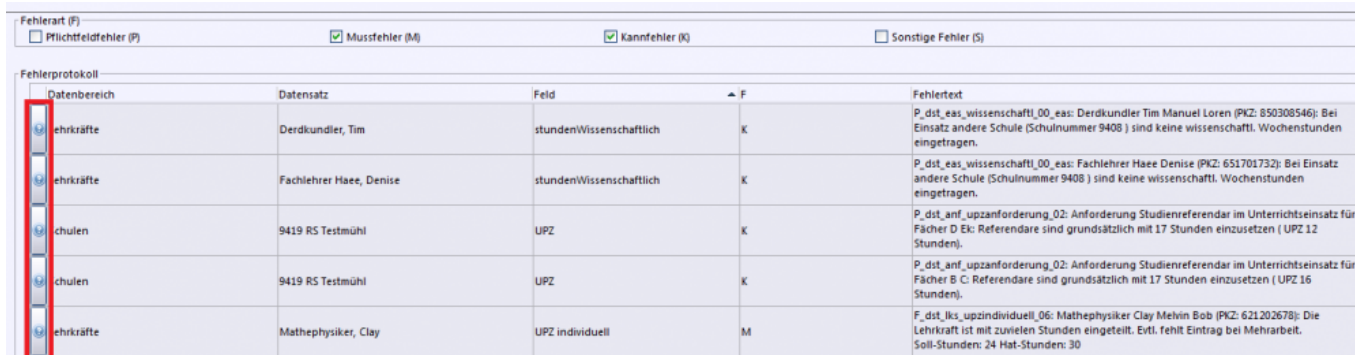 Fehlerart (F)
Pflichtfeldfehler (P) Mussfehler (M) Kannfehler (K) Sonstige Fehler (S)
Fehlerprotokoll
Datenbereich Datensatz Feld F Fehlertext
ehrkräfte Derdkundler, Tim stundenWissenschaftlich K P_dst_eas_wissenschaftl_00_eas: Derdkundler Tim Manuel Loren (PKZ: 850308546): Bei
Einsatz andere Schule (Schulnummer 9408 ) sind keine wissenschaftl. Wochenstunden
eingetragen.
ehrkräfte Fachlehrer Haee, Denise stundenWissenschaftlich K P_dst_eas_wissenschaftl_00_eas: Fachlehrer Haee Denise (PKZ: 651701732): Bei Einsatz
andere Schule (Schulnummer 9408 ) sind keine wissenschaftl. Wochenstunden
eingetragen.
chulen 9419 RS Testmühl UPZ K P_dst_anf_upzanforderung_02: Anforderung Studienreferendar im Unterrichtseinsatz für
Fächer D Ek: Referendare sind grundsätzlich mit 17 Stunden einzusetzen ( UPZ 12
Stunden).
chulen 9419 RS Testmühl UPZ K P_dst_anf_upzanforderung_02: Anforderung Studienreferendar im Unterrichtseinsatz für
Fächer B C: Referendare sind grundsätzlich mit 17 Stunden einzusetzen ( UPZ 16
Stunden).
ehrkräfte Mathephysiker, Clay UPZ individuell M F_dst_lks_upzindividuell_06: Mathephysiker Clay Melvin Bob (PKZ: 621202678): Die
Lehrkraft ist mit zuvielen Stunden eingeteilt. Evtl. fehlt Eintrag bei Mehrarbeit.
Soll-Stunden: 24 Hat-Stunden: 30